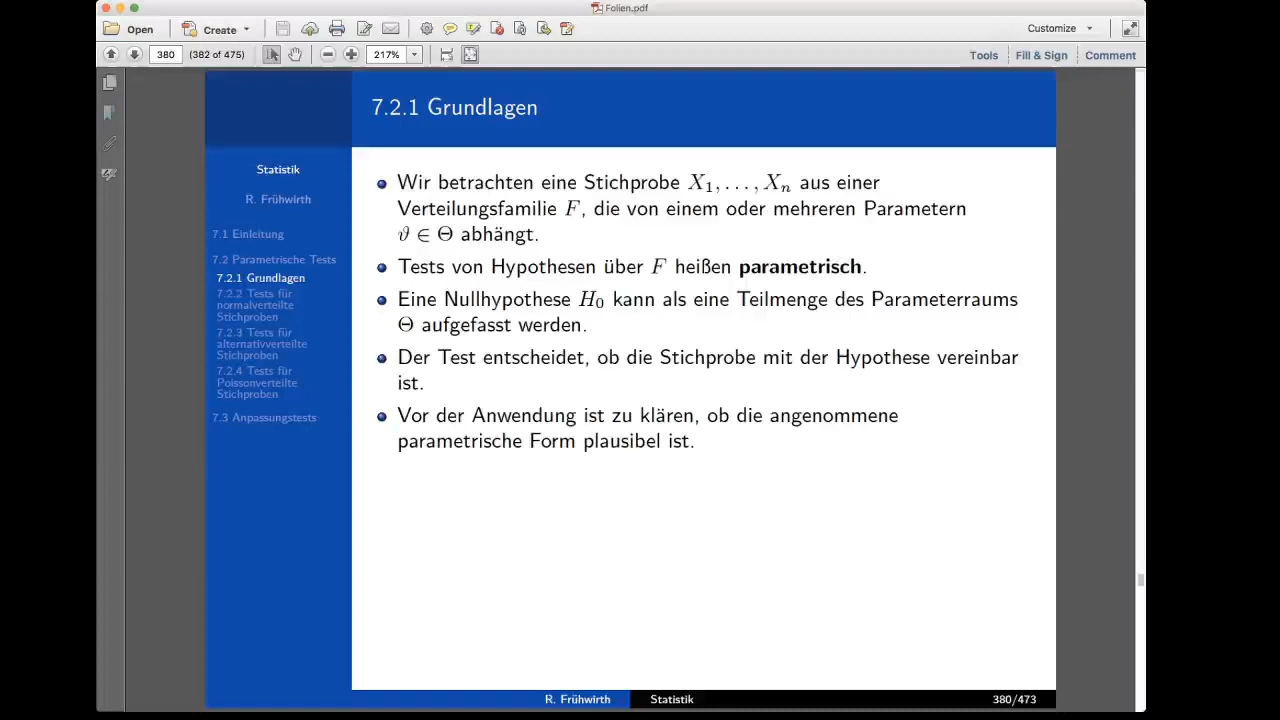 Folien.pdf
Open
Create
Customize
380
(382 of 475)
217%
Tools
Fill & Sign
Comment
7.2.1 Grundlagen
Statistik
R. Frühwirth
7.1 Einleitung
7.2 Parametrische Tests
7.2.1 Grundlagen
7.2.2 Tests für
normalverteilte
Stichproben
7.2.3 Tests für
alternativverteilte
Stichproben
7.2.4 Tests für
Poissonverteilte
Stichproben
7.3 Anpassungstests
Wir betrachten eine Stichprobe X₁, . . . , Xₙ aus einer
Verteilungsfamilie F, die von einem oder mehreren Parametern
ϑ ∈ Θ abhängt.
Tests von Hypothesen über F heißen parametrisch.
Eine Nullhypothese H₀ kann als eine Teilmenge des Parameterraums
Θ aufgefasst werden.
Der Test entscheidet, ob die Stichprobe mit der Hypothese vereinbar
ist.
Vor der Anwendung ist zu klären, ob die angenommene
parametrische Form plausibel ist.
R. Frühwirth
Statistik
380/473